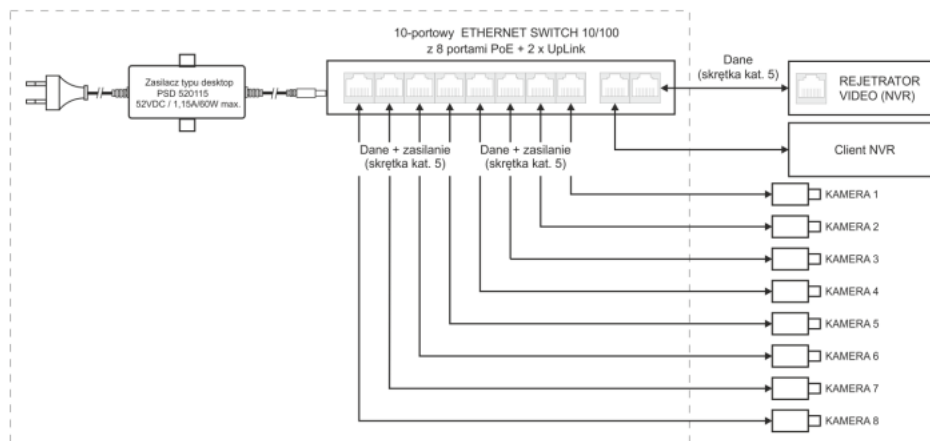 10-portowy ETHERNET SWITCH 10/100
z 8 portami PoE + 2 x UpLink
Zasilacz typu desktop
PSD 520115
52VDC / 1,15A/60W max.
Dane
(skrętka kat. 5)
REJETRATOR
VIDEO (NVR)
Dane + zasilanie
(skrętka kat. 5)
Dane + zasilanie
(skrętka kat. 5)
Client NVR
KAMERA 1
KAMERA 2
KAMERA 3
KAMERA 4
KAMERA 5
KAMERA 6
KAMERA 7
KAMERA 8